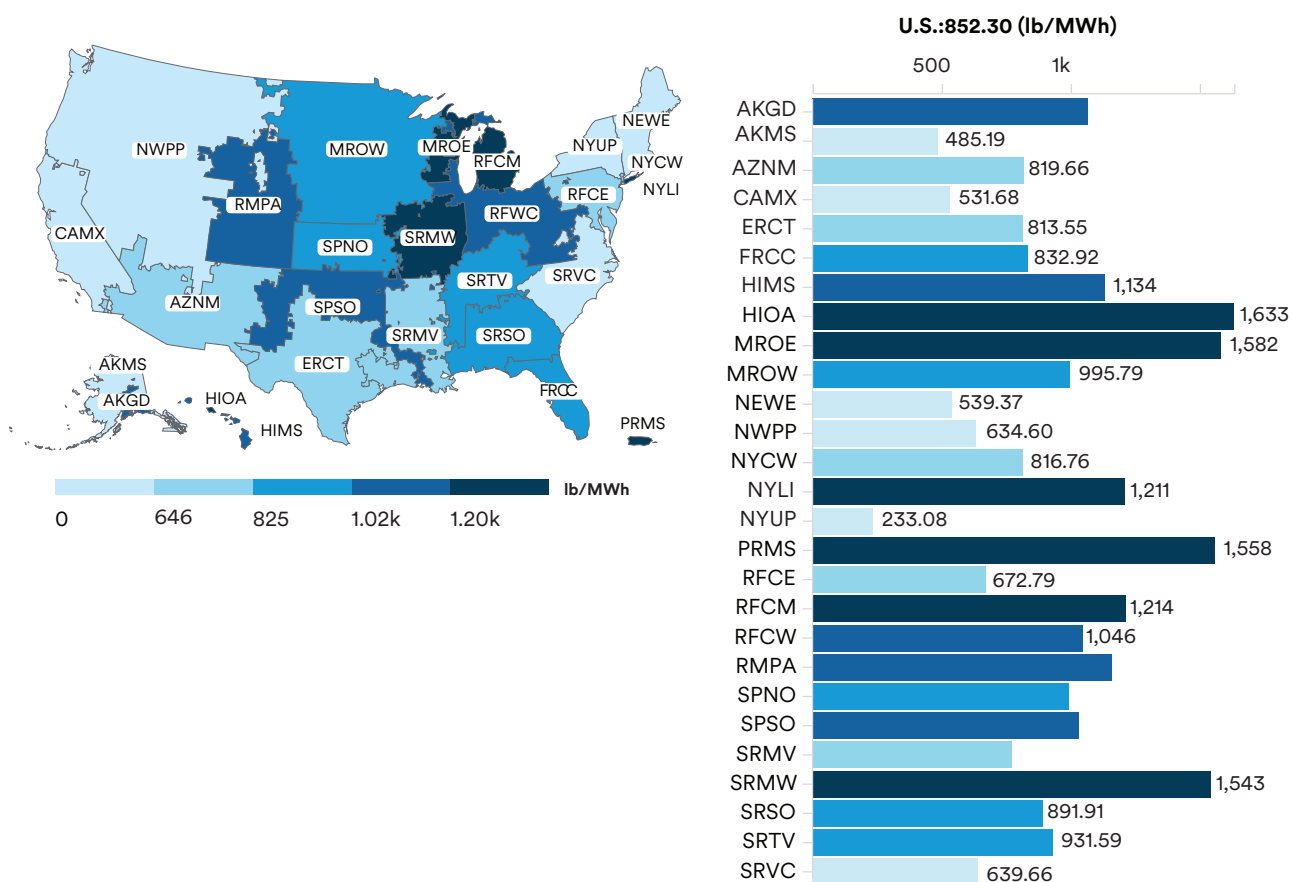 NEWE
NWPP
MROW
MROE
NYUP
RFCM
NYCW
NYLI
RFCE
RMPA
RFWC
CAMX
SPNO
SRMW
SRVC
SRTV
AZNM
SPSO
SRMV
SRSO
ERCT
AKMS
FRCC
AKGD
HIOA
HIMS
PRMS
lb/MWh
0 646 825 1.02k 1.20k
U.S.:852.30 (lb/MWh)
500 1k
AKGD
AKMS 485.19
AZNM 819.66
CAMX 531.68
ERCT 813.55
FRCC 832.92
HIMS 1,134
HIOA 1,633
MROE 1,582
MROW 995.79
NEWE 539.37
NWPP 634.60
NYCW 816.76
NYLI 1,211
NYUP 233.08
PRMS 1,558
RFCE 672.79
RFCM 1,214
RFCW 1,046
RMPA
SPNO
SPSO
SRMV
SRMW 1,543
SRSO 891.91
SRTV 931.59
SRVC 639.66